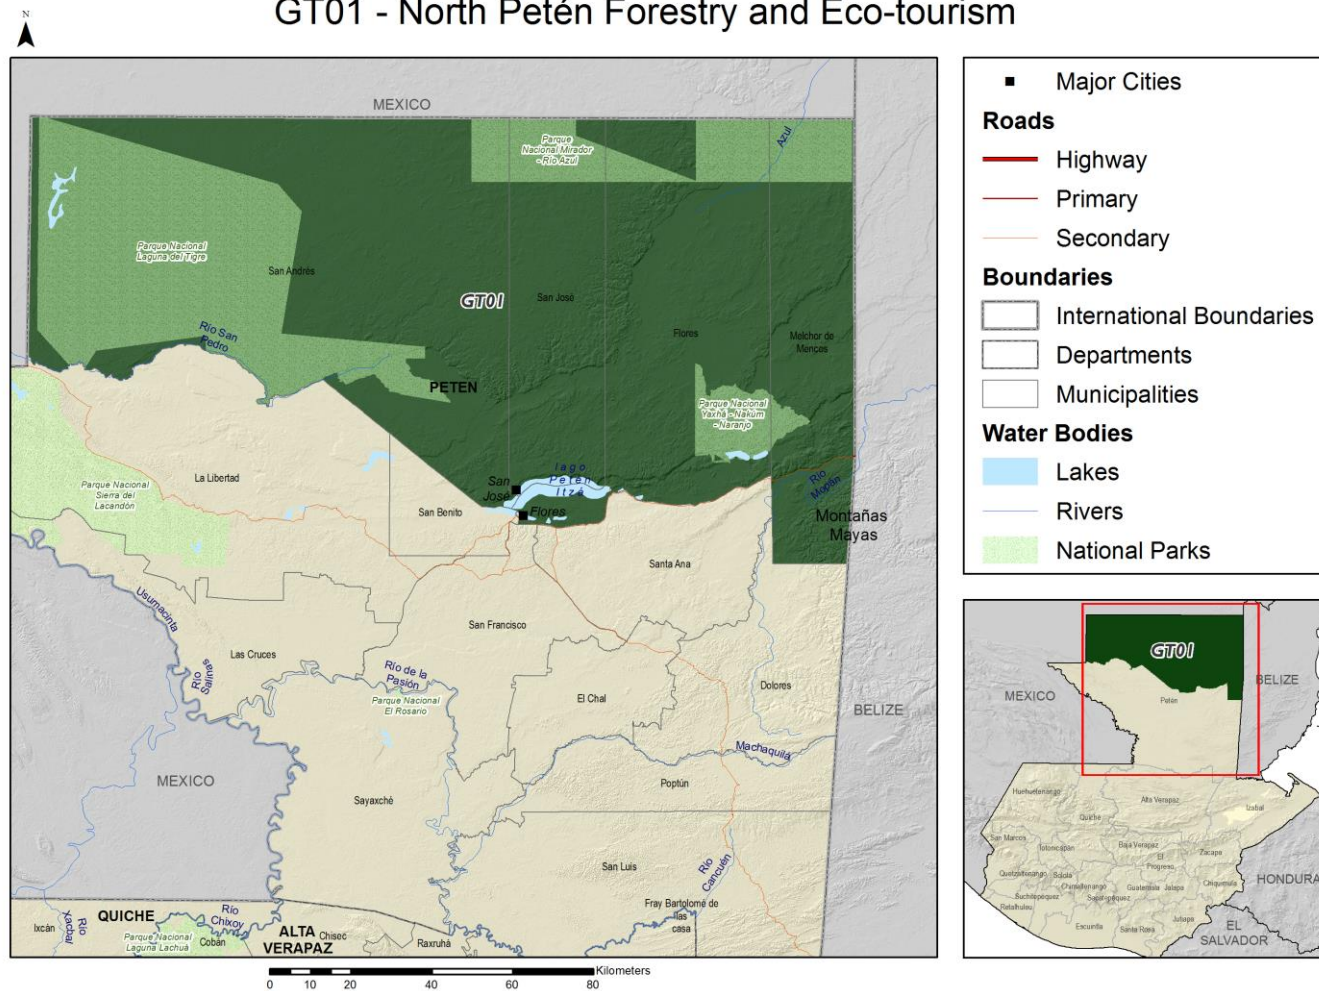 GT01 - North Petén Forestry and Eco-tourism
N
MEXICO
Azul
Parque
Nacional Mirador
- Río Azul
Parque Nacional
Laguna del Tigre
San Andrés
GT01
San José
Flores
Melchor de
Mencos
Río San
Pedro
PETEN
Parque Nacional
Yaxhá - Nakum
- Naranjo
La Libertad
Parque Nacional
Sierra del
Lacandón
San Benito
San
José
lago
Petén
Itzá
Flores
Río
Mopán
Montañas
Mayas
Santa Ana
Usumacinta
San Francisco
Las Cruces
Río
Salinas
Río de la
Pasión
Parque Nacional
El Rosario
El Chal
Dolores
BELIZE
Machaquilá
MEXICO
Sayaxché
Poptún
San Luis
Río
Cancuén
Fray Bartolomé de
las
casa
Ixcán
Río
Xacbal
QUICHE
Río
Chixoy
Parque Nacional
Laguna Lachuá
Cobán
ALTA
VERAPAZ
Chisec
Raxruhá
0 10 20 40 60 80
Kilometers
Major Cities
Roads
Highway
Primary
Secondary
Boundaries
International Boundaries
Departments
Municipalities
Water Bodies
Lakes
Rivers
National Parks
GT01
MEXICO
BELIZE
Petén
Huehuetenango
Alta Verapaz
Izabal
Quiche
San Marcos
Totonicapán
Baja Verapaz
El
Progreso
Zacapa
Quetzaltenango
Sololá
Chimaltenango
Guatemala
Jalapa
Chiquimula
HONDURA
Suchitepéquez
Sacatepéquez
Retalhuleu
Jutiapa
Escuintla
Santa Rosa
EL
SALVADOR